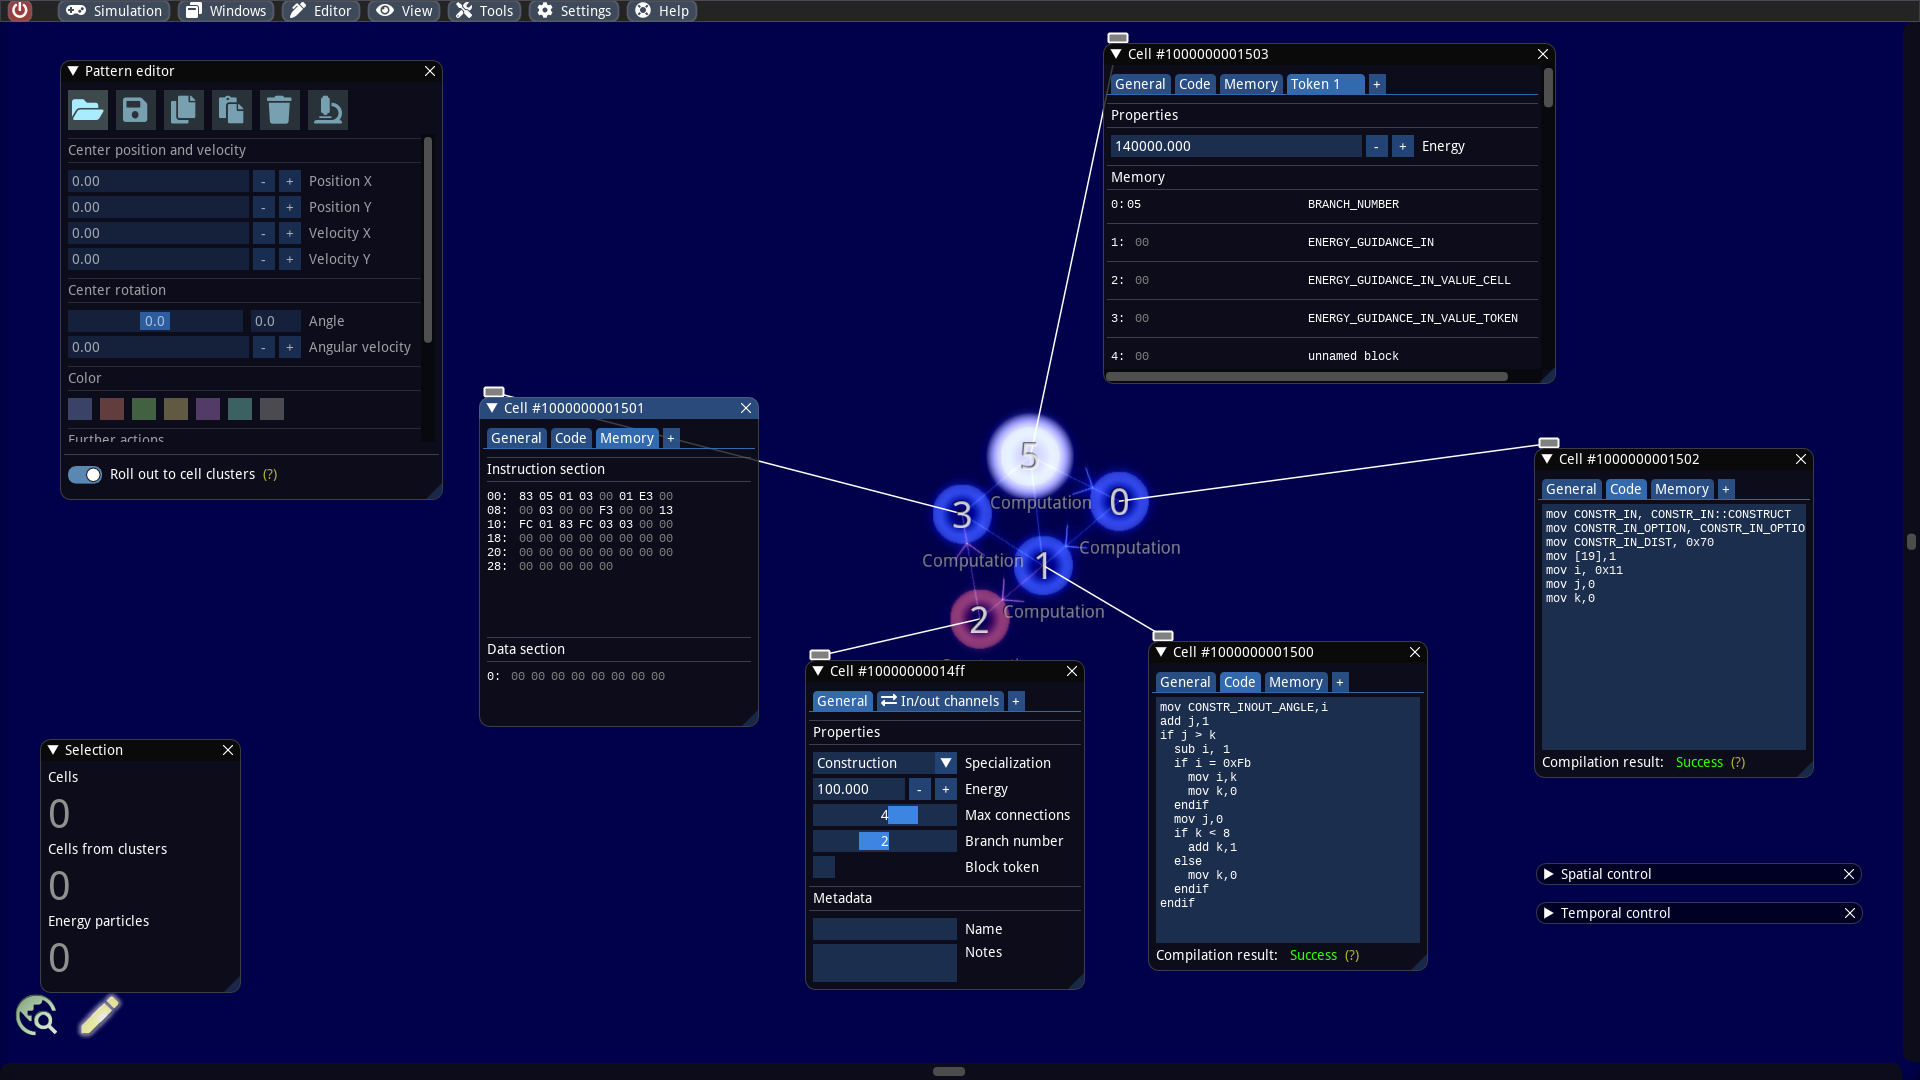 Simulation Windows Editor View Tools Settings Help
Pattern editor
Center position and velocity
0.00 - + Position X
0.00 - + Position Y
0.00 - + Velocity X
0.00 - + Velocity Y
Center rotation
0.0 0.0 Angle
0.00 - + Angular velocity
Color
Further actions
Roll out to cell clusters (?)
Cell #1000000001503
General Code Memory Token 1 +
Properties
140000.000 - + Energy
Memory
0: 05 BRANCH_NUMBER
1: 00 ENERGY_GUIDANCE_IN
2: 00 ENERGY_GUIDANCE_IN_VALUE_CELL
3: 00 ENERGY_GUIDANCE_IN_VALUE_TOKEN
4: 00 unnamed block
Cell #1000000001501
General Code Memory +
Instruction section
00: 83 05 01 03 00 01 E3 00
08: 00 03 00 00 F3 00 00 13
10: FC 01 83 FC 03 03 00 00
18: 00 00 00 00 00 00 00 00
20: 00 00 00 00 00 00 00 00
28: 00 00 00 00 00
Data section
0: 00 00 00 00 00 00 00 00
5
Computation
0
Computation
3
Computation
1
Computation
2
Cell #1000000001502
General Code Memory +
mov CONSTR_IN, CONSTR_IN::CONSTRUCT
mov CONSTR_IN_OPTION, CONSTR_IN_OPTIO
mov CONSTR_IN_DIST, 0x70
mov [19],1
mov i, 0x11
mov j,0
mov k,0
Compilation result: Success (?)
Cell #10000000014ff
General In/out channels +
Properties
Construction Specialization
100.000 - + Energy
4 Max connections
2 Branch number
Block token
Metadata
Name
Notes
Cell #1000000001500
General Code Memory +
mov CONSTR_INOUT_ANGLE,i
add j,1
if j > k
sub i, 1
if i = 0xFb
mov i,k
mov k,0
endif
mov j,0
if k < 8
add k,1
else
mov k,0
endif
endif
Compilation result: Success (?)
Selection
Cells
0
Cells from clusters
0
Energy particles
0
Spatial control
Temporal control